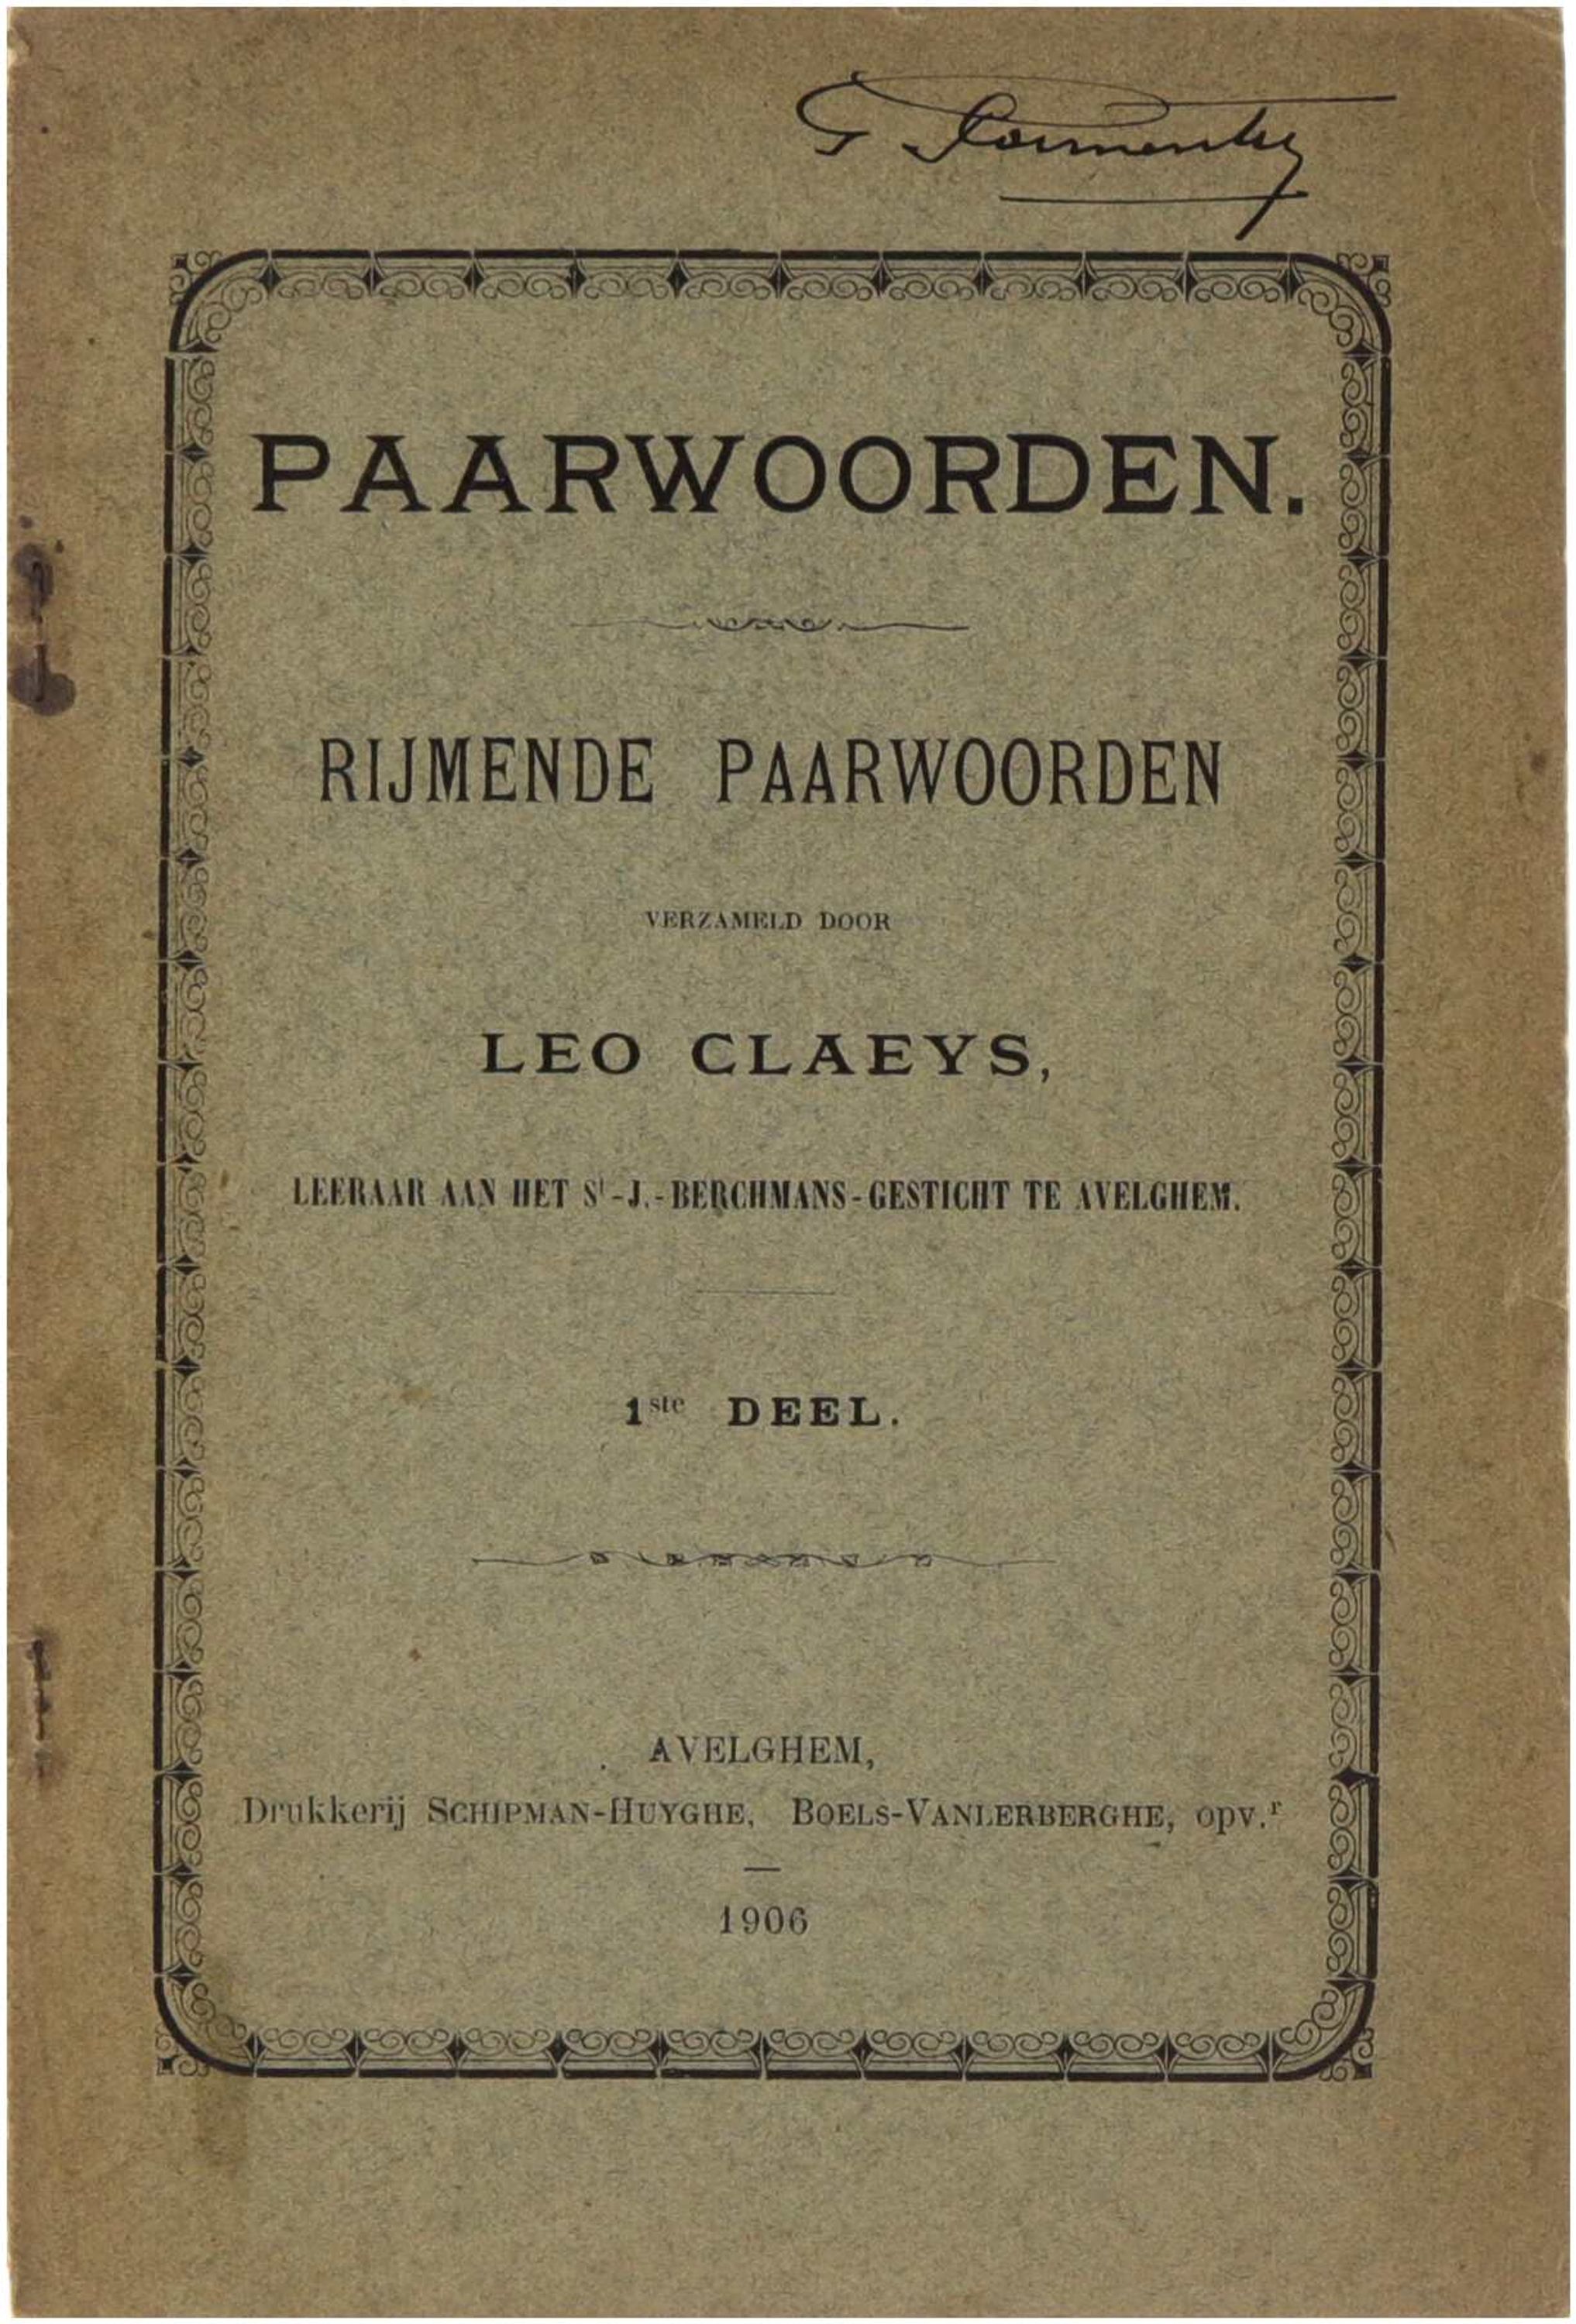 G
PAARWOORDEN.
RIJMENDE PAARWOORDEN
VERZAMELD DOOR
LEO CLAEYS,
LEERAAR AAN HET Sᵗ-J.-BERCHMANS-GESTICHT TE AVELGHEM.
1ˢᵗᵉ DEEL.
AVELGHEM,
Drukkerij SCHIPMAN-HUYGHE, BOELS-VANLERBERGHE, opv.ʳ
1906